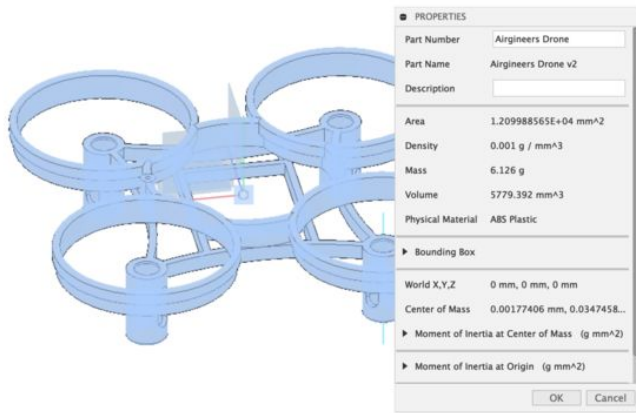 PROPERTIES
Part Number Airgineers Drone
Part Name Airgineers Drone v2
Description
Area 1.209988565E+04 mm^2
Density 0.001 g / mm^3
Mass 6.126 g
Volume 5779.392 mm^3
Physical Material ABS Plastic
Bounding Box
World X,Y,Z 0 mm, 0 mm, 0 mm
Center of Mass 0.00177406 mm, 0.0347458...
Moment of Inertia at Center of Mass (g mm^2)
Moment of Inertia at Origin (g mm^2)
OK Cancel